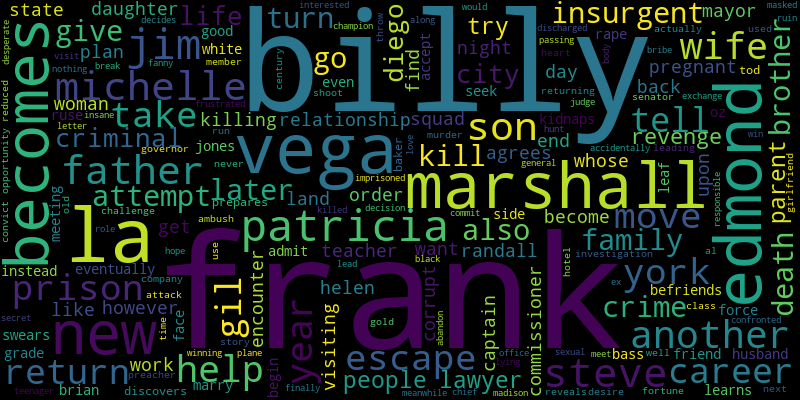 state
daughter
life
give
plan
jim
good
white
mayor
billy
diego
go
find
accept
along
insurgent
try
rape
masked
ruin
becomes
michelle
turn
night
city
day
wife
pregnant
back
tod
brother
woman
ruse
insane
take
killing
even
seek
relationship
squad
son
tell
oz
revenge
criminal
letter
governor
jones
run
vega
century
shoot
baker
love
murder
kill
agrees
end
whose
upon
parent
girlfriend
father
never
imprisoned
hunt
marshall
edmond
convict
opportunity
reduced
meeting
old
attempt
later
prepares
land
order
general
become
leaf
responsible
challenge
role
ambush
killed
decision
commit
side
move
la
get
use
patricia
also
family
death
instead
hope
admit
teacher
want
randall
al
eventually
company
lead
black
hotel
investigation
york
prison
gil
encounter
helen
corrupt
captain
commissioner
ex
befriends
class
force
confronted
like
however
attack
time
face
year
visiting
gold
abandon
crime
secret
new
frank
another
swears
winning
plane
story
office
sexual
meet
bass
well
friend
husband
grade
work
help
begin
escape
steve
career
return
preacher
marry
people
lawyer
reveals
desire
fortune
next
teenager
brian
discovers
finally
meanwhile
chief
madison
learns
desperate
visit
nothing
break
decides
fanny
member
frustrated
returning
judge
passing
heart
body
kidnaps
accidentally
leading
senator
bribe
exchange
win
interested
would
champion
actually
used
discharged
throw